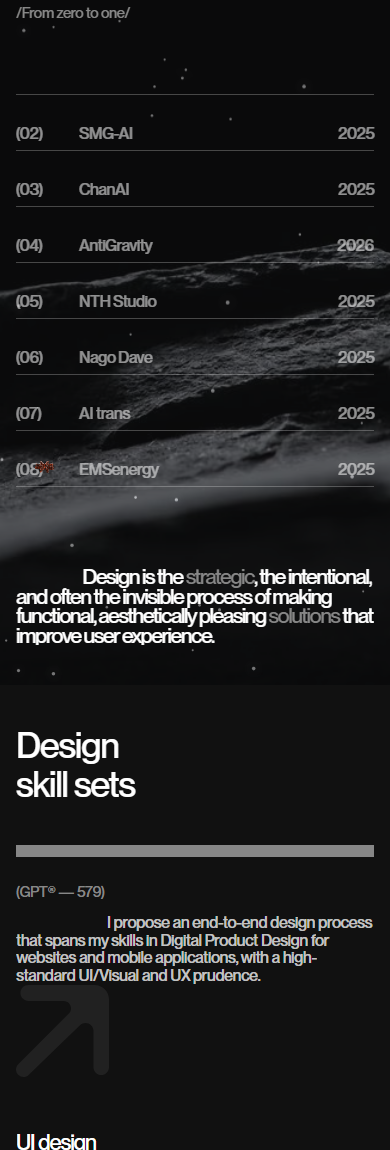 /From zero to one/
(02) SMG-AI 2025
(03) ChanAI 2025
(04) AntiGravity 2026
(05) NTH Studio 2025
(06) Nago Dave 2025
(07) AI trans 2025
(08) EMSenergy 2025
Design is the strategic, the intentional,
and often the invisible process of making
functional, aesthetically pleasing solutions that
improve user experience.
Design
skill sets
(GPT® — 579)
I propose an end-to-end design process
that spans my skills in Digital Product Design for
websites and mobile applications, with a high-
standard UI/Visual and UX prudence.
UI design